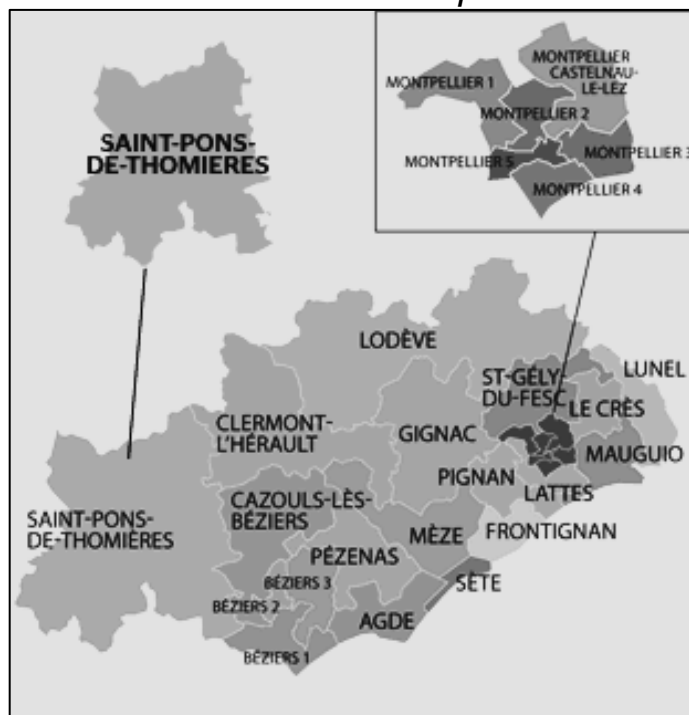 SAINT-PONS-
DE-THOMIERES
MONTPELLIER
CASTELNAU-
LE-LEZ
MONTPELLIER 1
MONTPELLIER 2
MONTPELLIER 3
MONTPELLIER 5
MONTPELLIER 4
LODÈVE
ST-GÉLY-
DU-FESC
LUNEL
LE CRÈS
CLERMONT-
L'HÉRAULT
GIGNAC
MAUGUIO
PIGNAN
LATTES
CAZOULS-LÈS-
BÉZIERS
SAINT-PONS-
DE-THOMIÈRES
MÈZE
FRONTIGNAN
PÉZENAS
BÉZIERS 3
SÈTE
BÉZIERS 2
AGDE
BÉZIERS 1